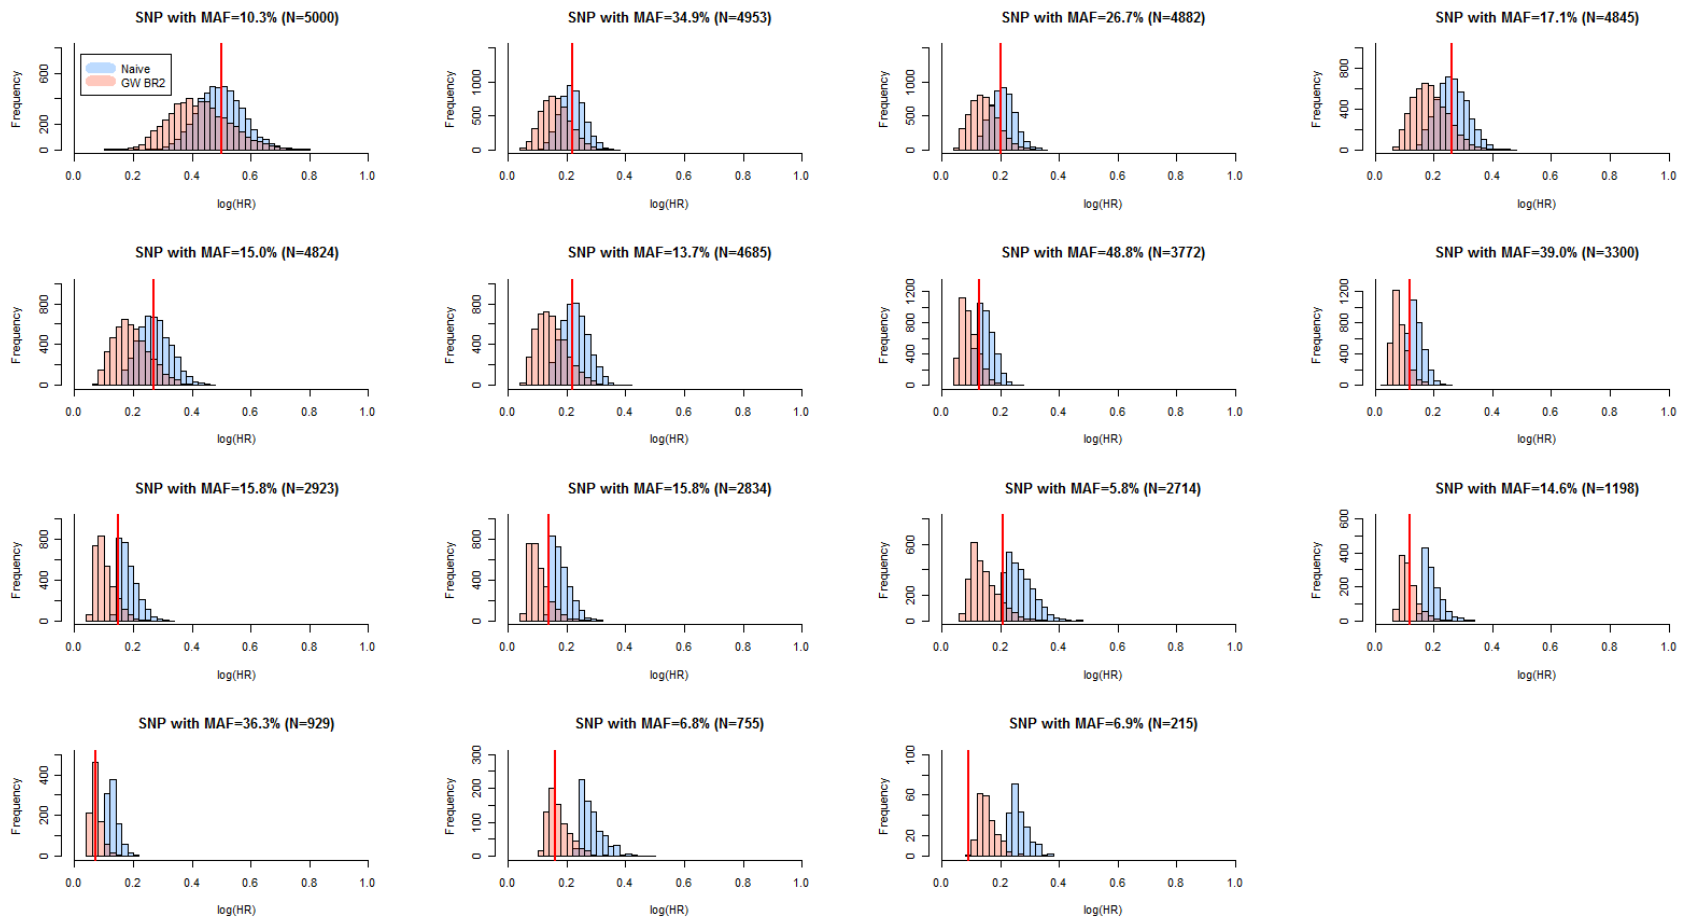 SNP with MAF=10.3% (N=5000)
Frequency
0 200 600
Naive
GW BR2
0.0 0.2 0.4 0.6 0.8 1.0
log(HR)
SNP with MAF=34.9% (N=4953)
Frequency
0 500 1000
0.0 0.2 0.4 0.6 0.8 1.0
log(HR)
SNP with MAF=26.7% (N=4882)
Frequency
0 500 1000
0.0 0.2 0.4 0.6 0.8 1.0
log(HR)
SNP with MAF=17.1% (N=4845)
Frequency
0 400 800
0.0 0.2 0.4 0.6 0.8 1.0
log(HR)
SNP with MAF=15.0% (N=4824)
Frequency
0 400 800
0.0 0.2 0.4 0.6 0.8 1.0
log(HR)
SNP with MAF=13.7% (N=4685)
Frequency
0 400 800
0.0 0.2 0.4 0.6 0.8 1.0
log(HR)
SNP with MAF=48.8% (N=3772)
Frequency
0 400 800 1200
0.0 0.2 0.4 0.6 0.8 1.0
log(HR)
SNP with MAF=39.0% (N=3300)
Frequency
0 400 800 1200
0.0 0.2 0.4 0.6 0.8 1.0
log(HR)
SNP with MAF=15.8% (N=2923)
Frequency
0 400 800
0.0 0.2 0.4 0.6 0.8 1.0
log(HR)
SNP with MAF=15.8% (N=2834)
Frequency
0 400 800
0.0 0.2 0.4 0.6 0.8 1.0
log(HR)
SNP with MAF=5.8% (N=2714)
Frequency
0 200 600
0.0 0.2 0.4 0.6 0.8 1.0
log(HR)
SNP with MAF=14.6% (N=1198)
Frequency
0 200 400 600
0.0 0.2 0.4 0.6 0.8 1.0
log(HR)
SNP with MAF=36.3% (N=929)
Frequency
0 200 400
0.0 0.2 0.4 0.6 0.8 1.0
log(HR)
SNP with MAF=6.8% (N=755)
Frequency
0 100 200 300
0.0 0.2 0.4 0.6 0.8 1.0
log(HR)
SNP with MAF=6.9% (N=215)
Frequency
0 20 60 100
0.0 0.2 0.4 0.6 0.8 1.0
log(HR)